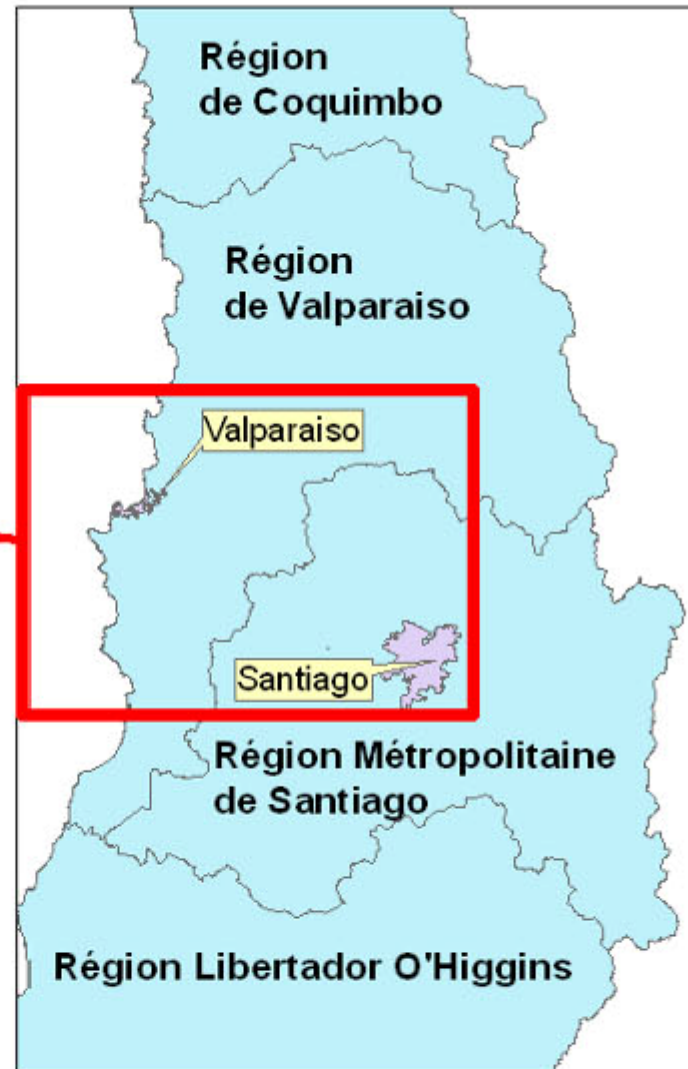 Région
de Coquimbo
Région
de Valparaiso
Valparaiso
Santiago
Région Métropolitaine
de Santiago
Région Libertador O'Higgins